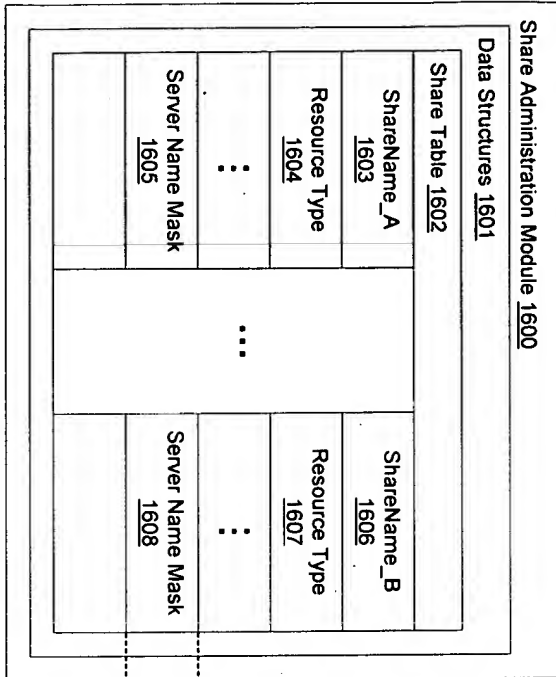 Share Administration Module 1600
Data Structures 1601
Share Table 1602
ShareName_A
1603
Resource Type
1604
...
Server Name Mask
1605
...
ShareName_B
1606
Resource Type
1607
...
Server Name Mask
1608